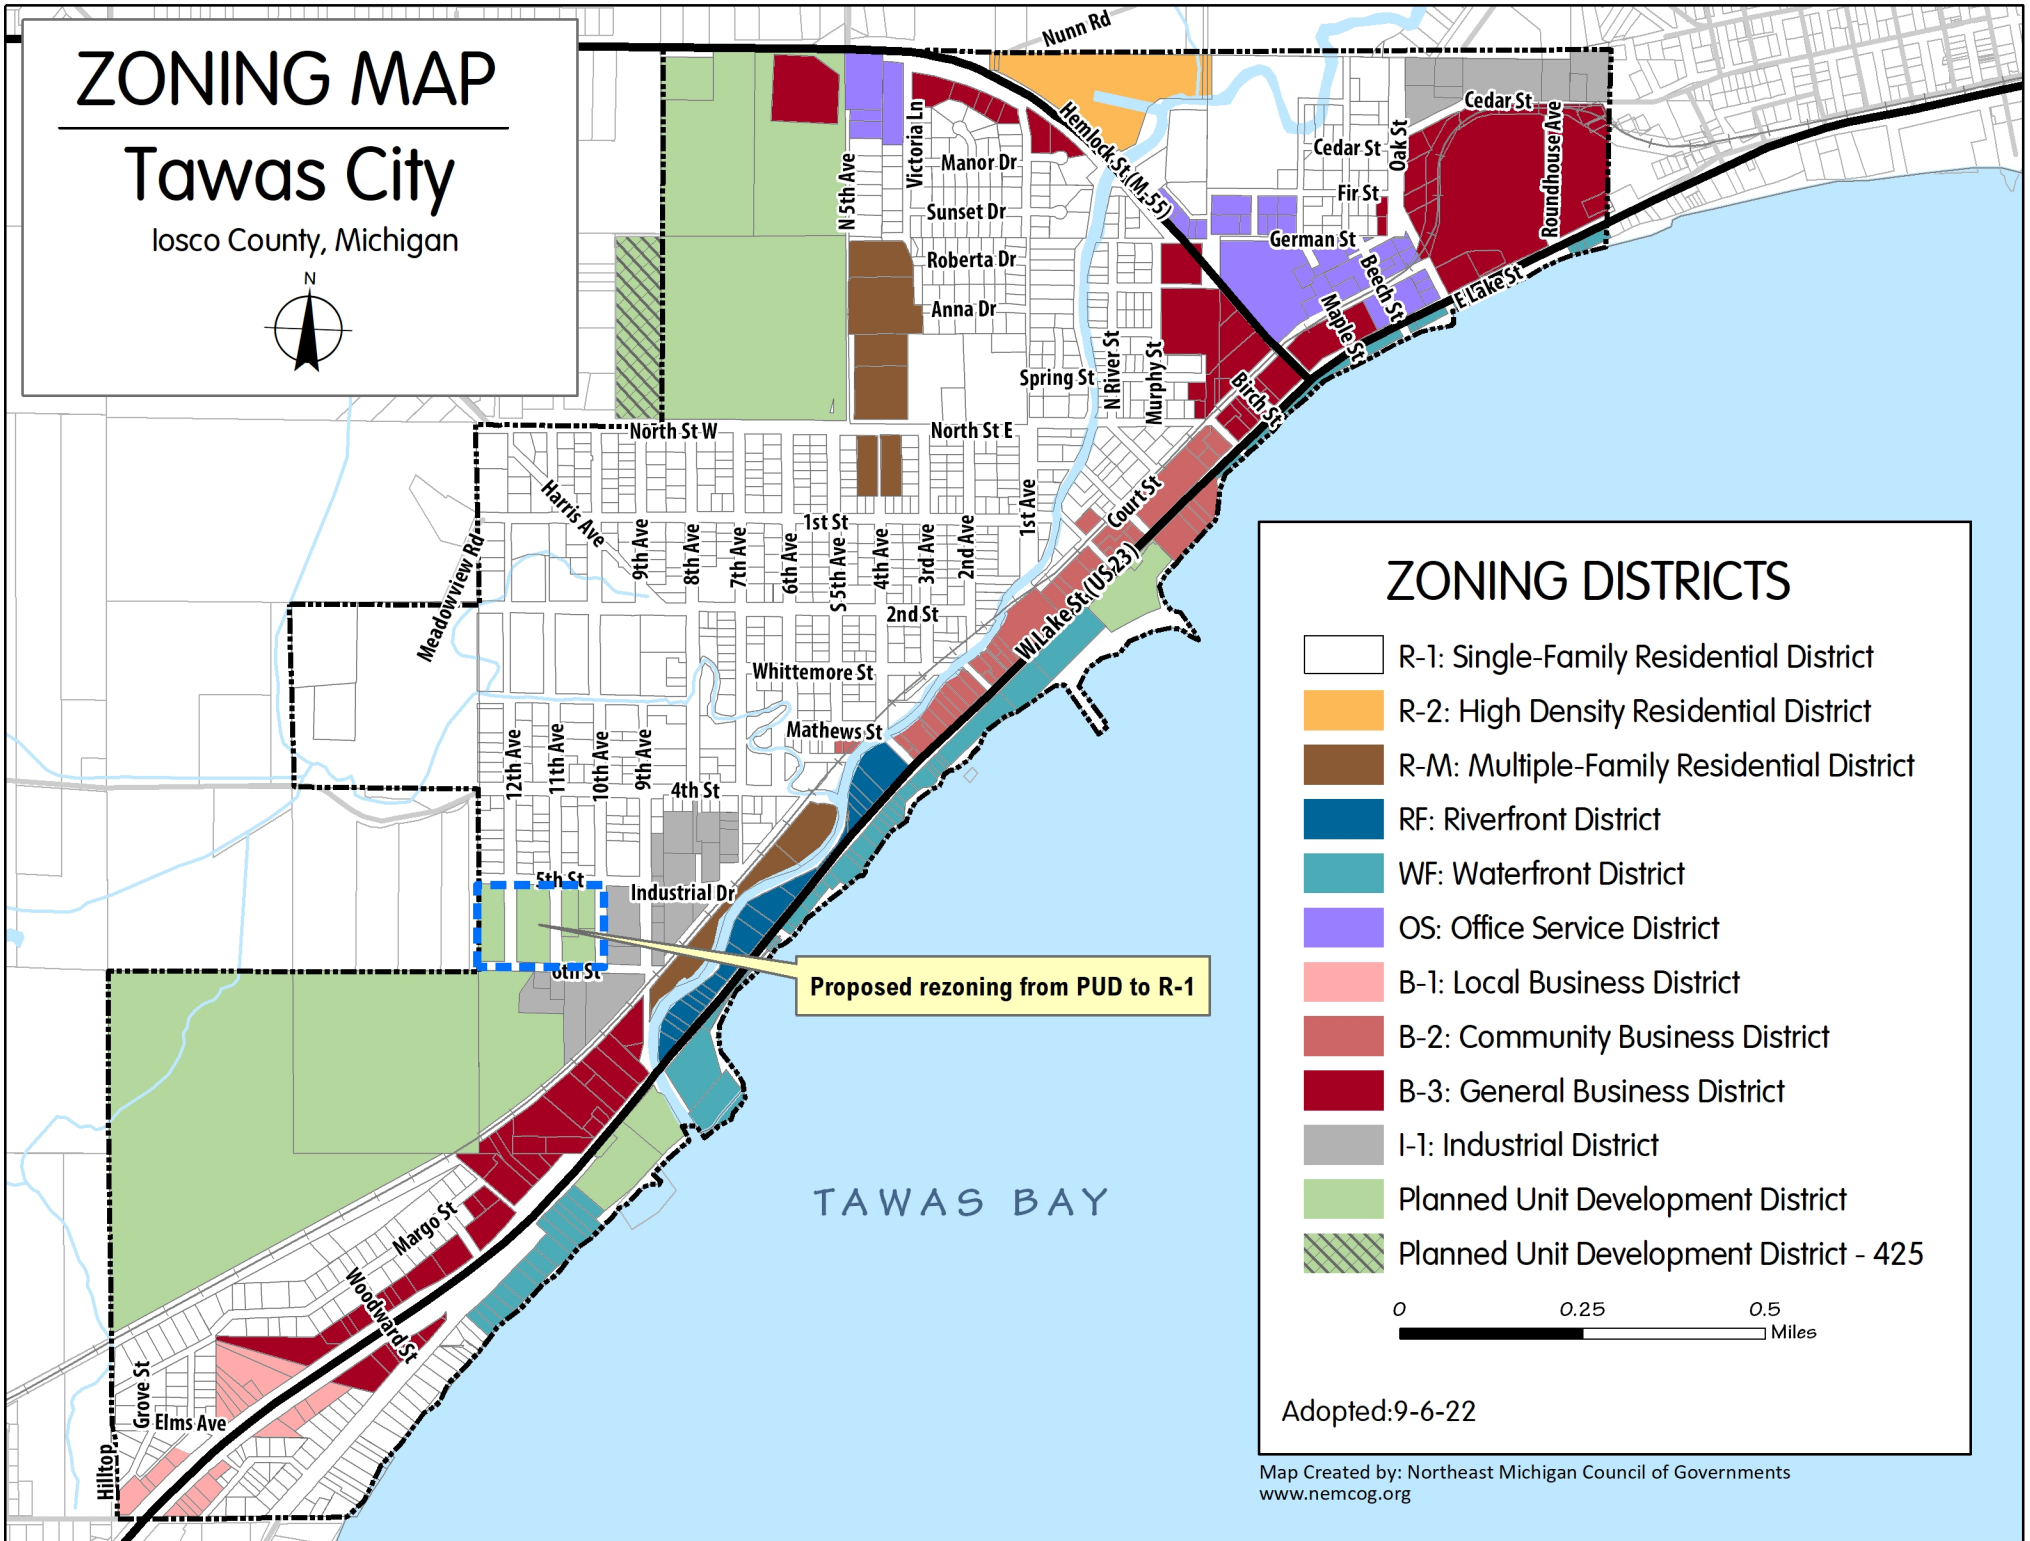 ZONING MAP
Tawas City
Iosco County, Michigan
N
Nunn Rd
Hemlock St (M-55)
Victoria Ln
N 5th Ave
Manor Dr
Sunset Dr
Roberta Dr
Anna Dr
Cedar St
Cedar St
Oak St
Roundhouse Ave
Fir St
German St
Beech St
Maple St
E Lake St
Birch St
Spring St
N River St
Murphy St
North St W
North St E
Harris Ave
Meadowview Rd
1st St
9th Ave
8th Ave
7th Ave
6th Ave
S 5th Ave
4th Ave
3rd Ave
2nd Ave
1st Ave
Court St
W Lake St (US 23)
2nd St
Whittemore St
Mathews St
12th Ave
11th Ave
10th Ave
9th Ave
4th St
5th St
Industrial Dr
6th St
Proposed rezoning from PUD to R-1
TAWAS BAY
Margo St
Woodward St
Grove St
Elms Ave
Hilltop
ZONING DISTRICTS
R-1: Single-Family Residential District
R-2: High Density Residential District
R-M: Multiple-Family Residential District
RF: Riverfront District
WF: Waterfront District
OS: Office Service District
B-1: Local Business District
B-2: Community Business District
B-3: General Business District
I-1: Industrial District
Planned Unit Development District
Planned Unit Development District - 425
0 0.25 0.5
Miles
Adopted:9-6-22
Map Created by: Northeast Michigan Council of Governments
www.nemcog.org